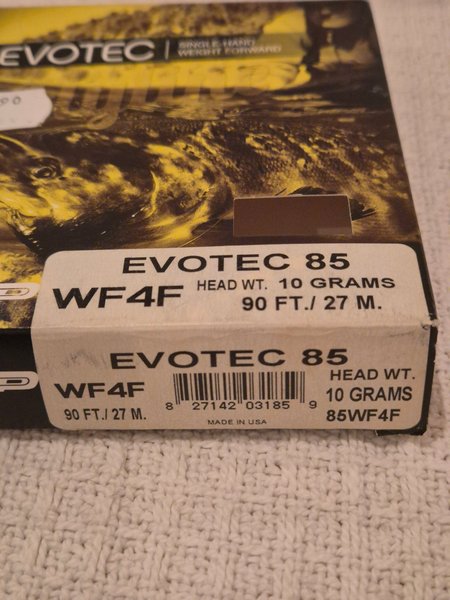 EVOTEC
SINGLE-HAND
WEIGHT FORWARD
EVOTEC 85
WF4F HEAD WT. 10 GRAMS
90 FT./ 27 M.
EVOTEC 85
WF4F
HEAD WT.
10 GRAMS
90 FT./ 27 M.
8 27142 03185 9
85WF4F
MADE IN USA